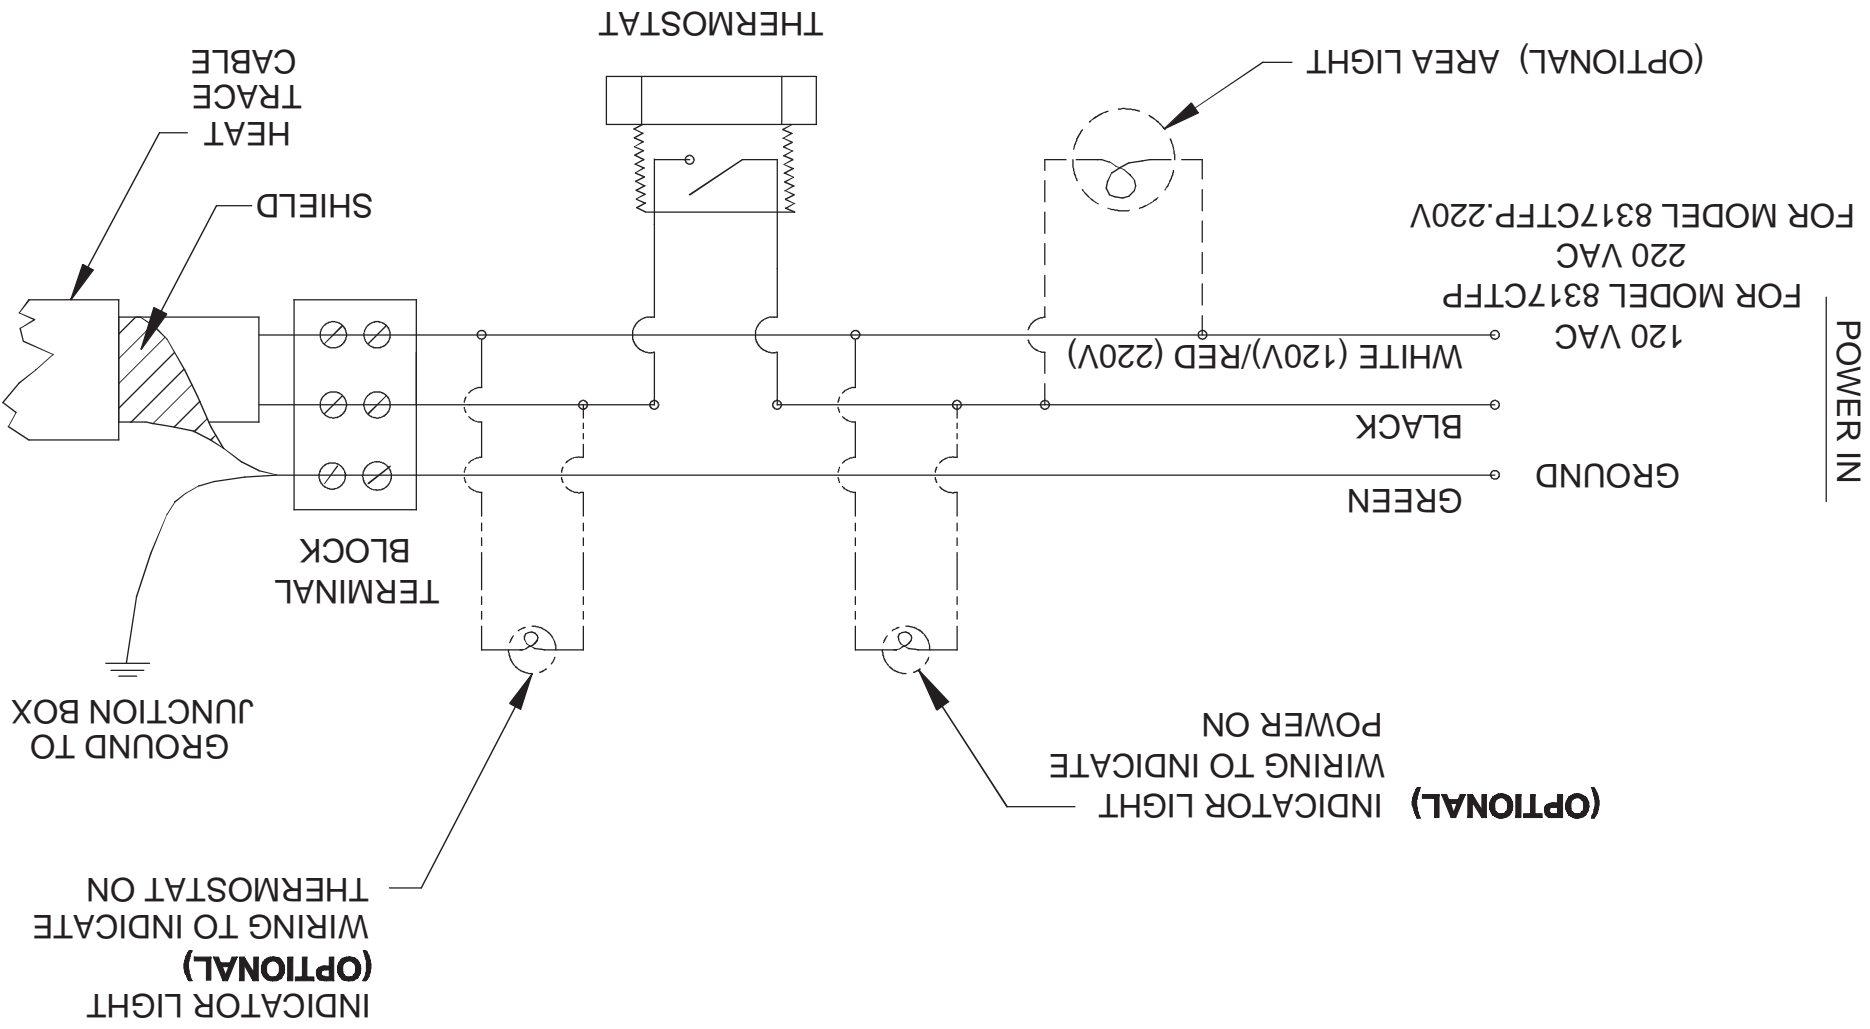 INDICATOR LIGHT
(OPTIONAL)
WIRING TO INDICATE
THERMOSTAT ON
(OPTIONAL) INDICATOR LIGHT
WIRING TO INDICATE
POWER ON
GROUND TO
JUNCTION BOX
TERMINAL
BLOCK
POWER IN
GROUND
GREEN
BLACK
WHITE (120V)/RED (220V)
120 VAC
FOR MODEL 8317CTFP
220 VAC
FOR MODEL 8317CTFP.220V
SHIELD
HEAT
TRACE
CABLE
(OPTIONAL) AREA LIGHT
THERMOSTAT